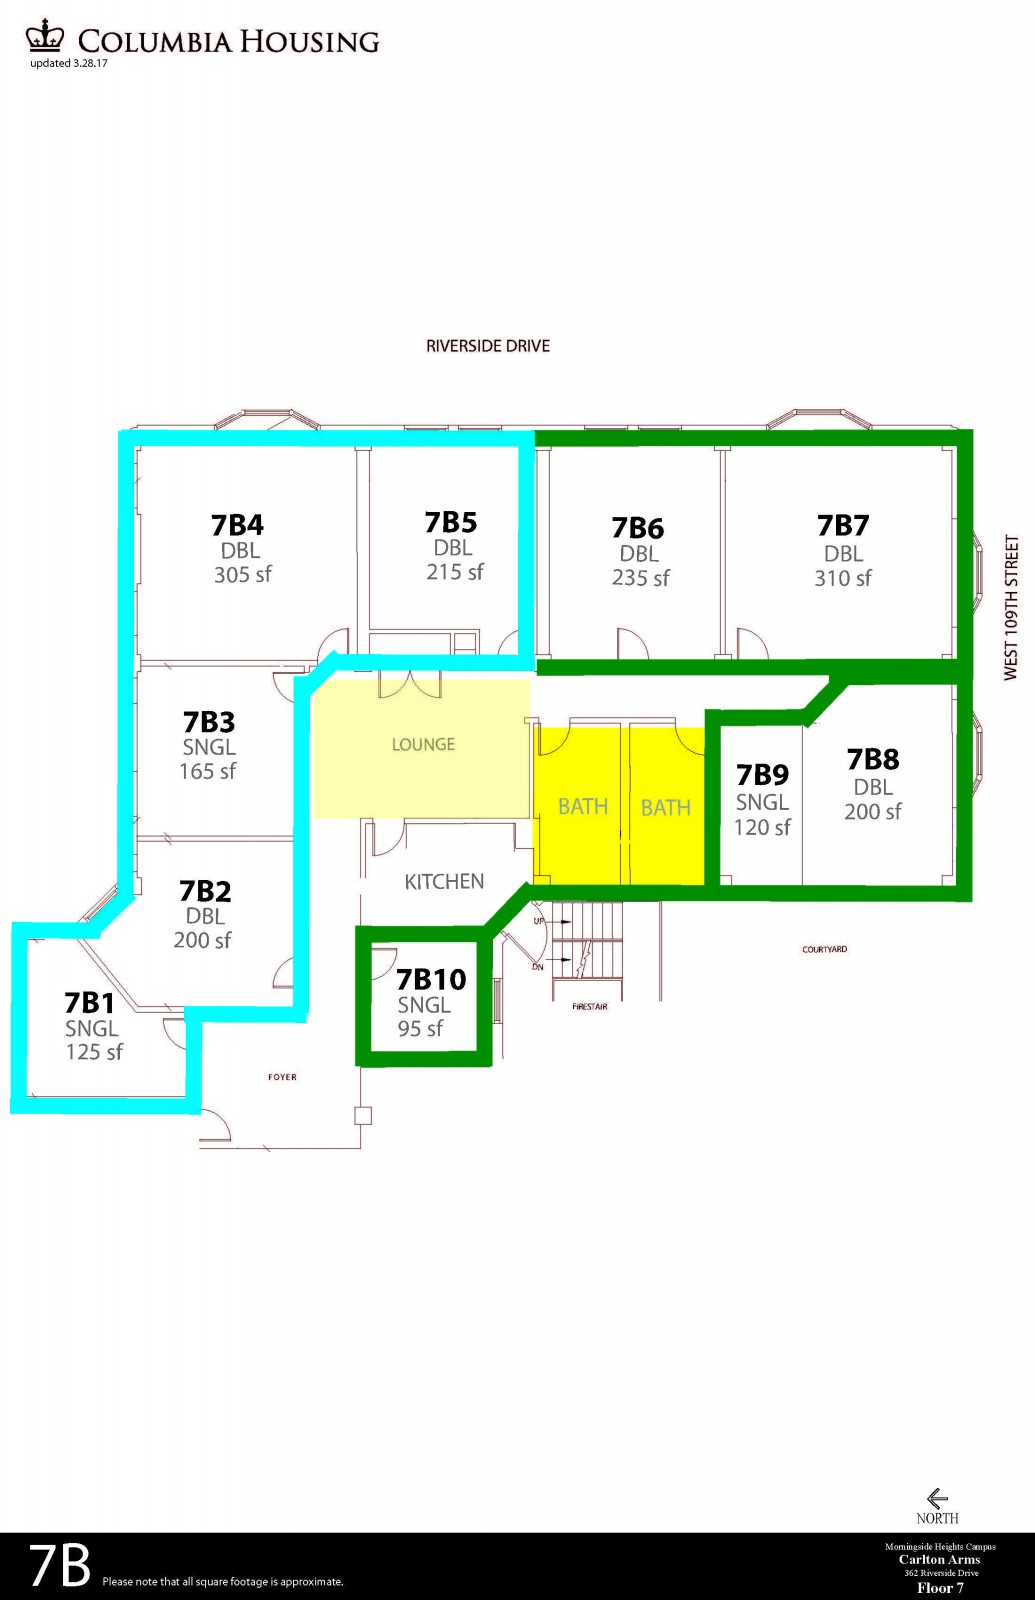 COLUMBIA HOUSING
updated 3.28.17
RIVERSIDE DRIVE
7B4
DBL
305 sf
7B5
DBL
215 sf
7B6
DBL
235 sf
7B7
DBL
310 sf
WEST 109TH STREET
7B3
SNGL
165 sf
LOUNGE
BATH
BATH
7B9
SNGL
120 sf
7B8
DBL
200 sf
7B2
DBL
200 sf
KITCHEN
UP
DN
FIRESTAIR
COURTYARD
7B1
SNGL
125 sf
7B10
SNGL
95 sf
FOYER
NORTH
7B
Please note that all square footage is approximate.
Morningside Heights Campus
Carlton Arms
362 Riverside Drive
Floor 7